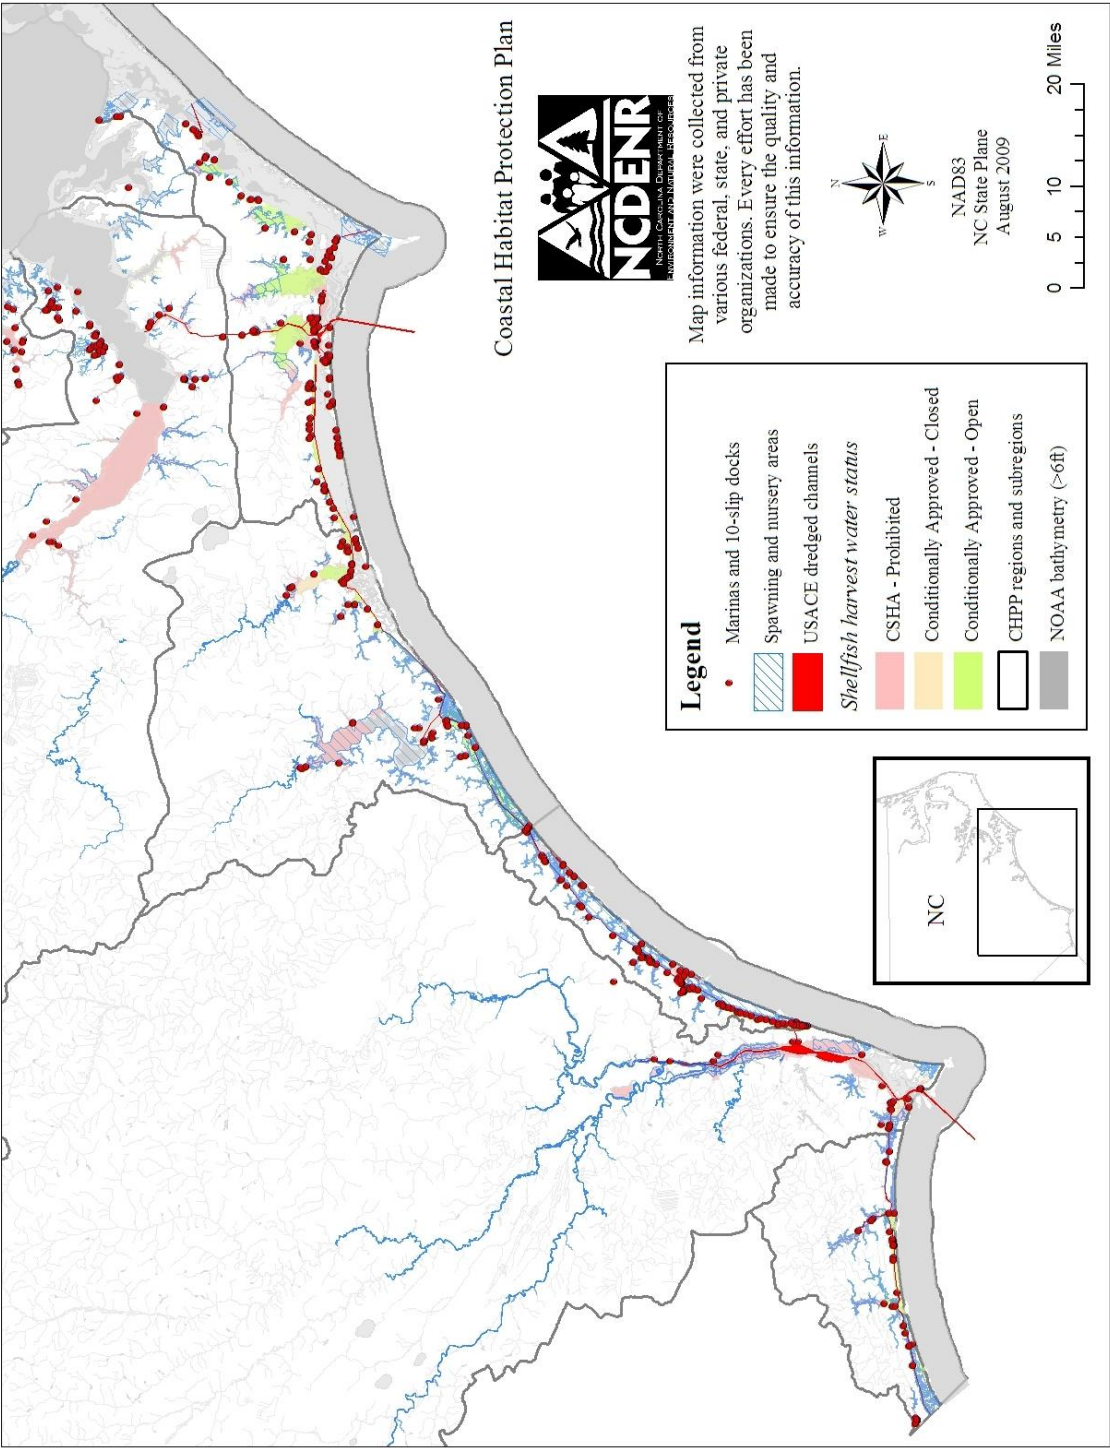 Coastal Habitat Protection Plan
NCDENR
NORTH CAROLINA DEPARTMENT OF
ENVIRONMENT AND NATURAL RESOURCES
Map information were collected from
various federal, state, and private
organizations. Every effort has been
made to ensure the quality and
accuracy of this information.
N
W
E
S
NAD83
NC State Plane
August 2009
0 5 10 20 Miles
Legend
Marinas and 10-slip docks
Spawning and nursery areas
USACE dredged channels
Shellfish harvest water status
CSHA - Prohibited
Conditionally Approved - Closed
Conditionally Approved - Open
CHPP regions and subregions
NOAA bathymetry (>6ft)
NC